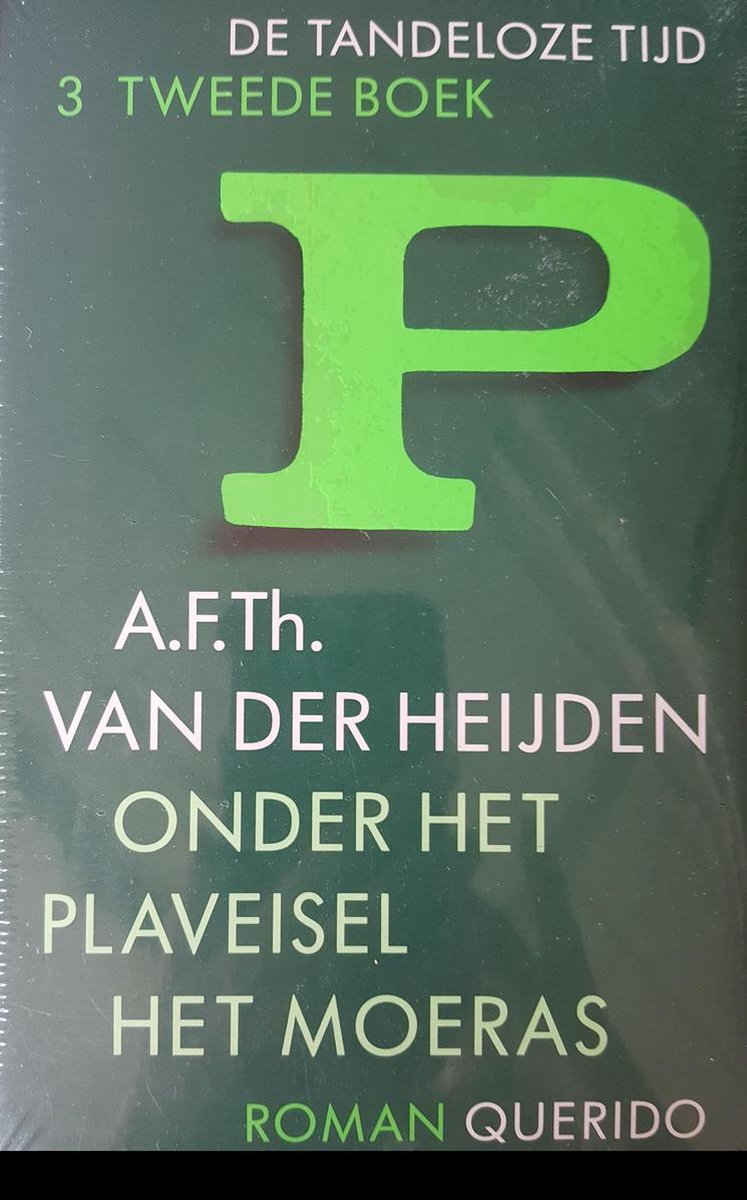 DE TANDELOZE TIJD
3 TWEEDE BOEK
P
A.F.Th.
VAN DER HEIJDEN
ONDER HET
PLAVEISEL
HET MOERAS
ROMAN QUERIDO